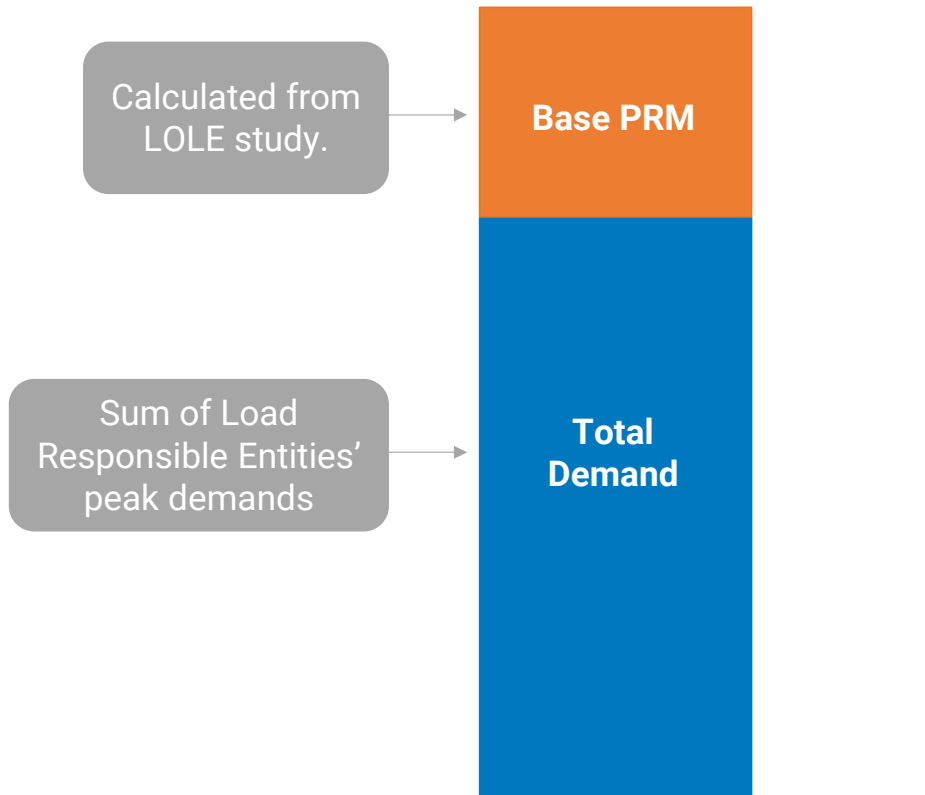 Calculated from
LOLE study.
Base PRM
Sum of Load
Responsible Entities’
peak demands
Total
Demand